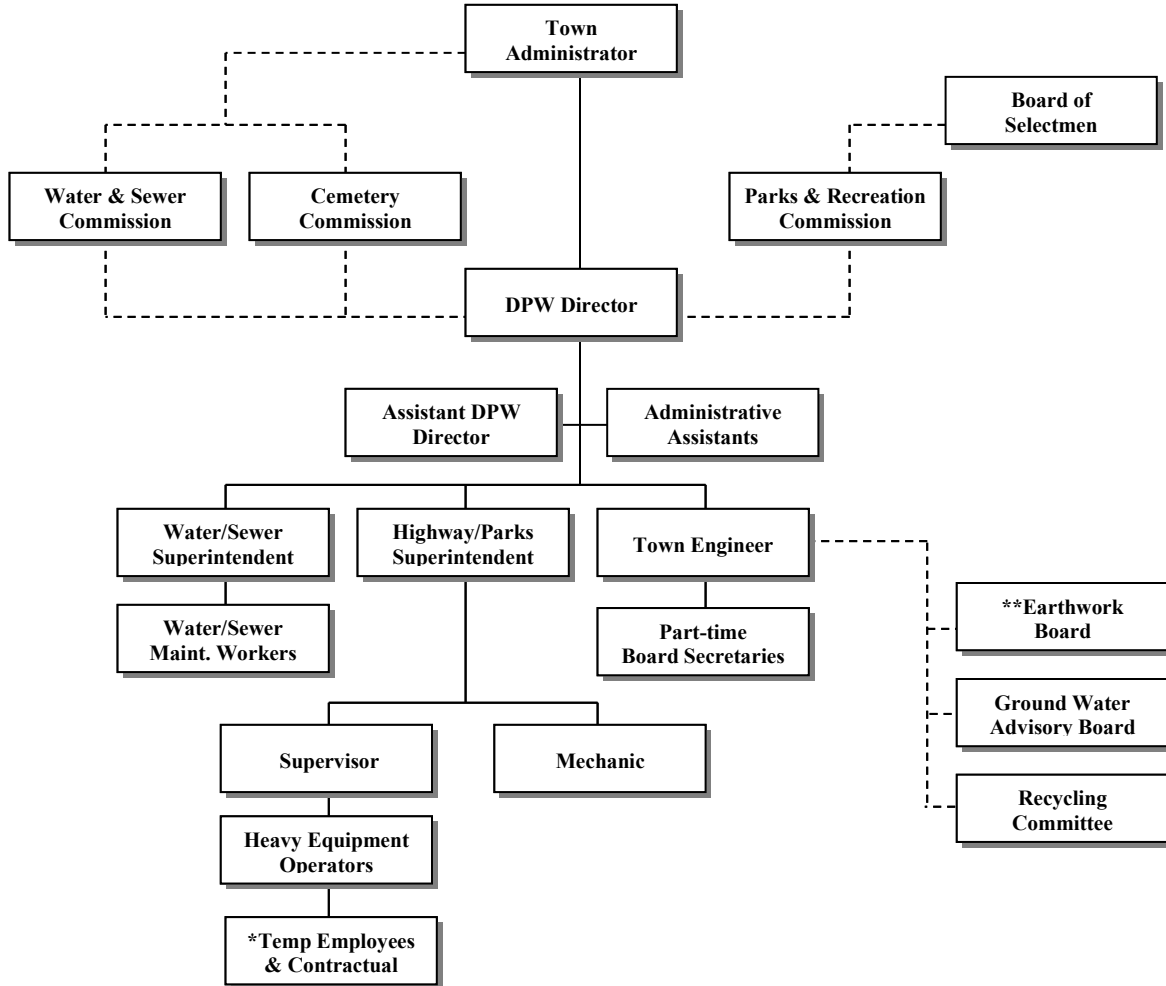 Town
Administrator
Board of
Selectmen
Water & Sewer
Commission
Cemetery
Commission
Parks & Recreation
Commission
DPW Director
Assistant DPW
Director
Administrative
Assistants
Water/Sewer
Superintendent
Highway/Parks
Superintendent
Town Engineer
**Earthwork
Board
Water/Sewer
Maint. Workers
Part-time
Board Secretaries
Ground Water
Advisory Board
Supervisor
Mechanic
Recycling
Committee
Heavy Equipment
Operators
*Temp Employees
& Contractual